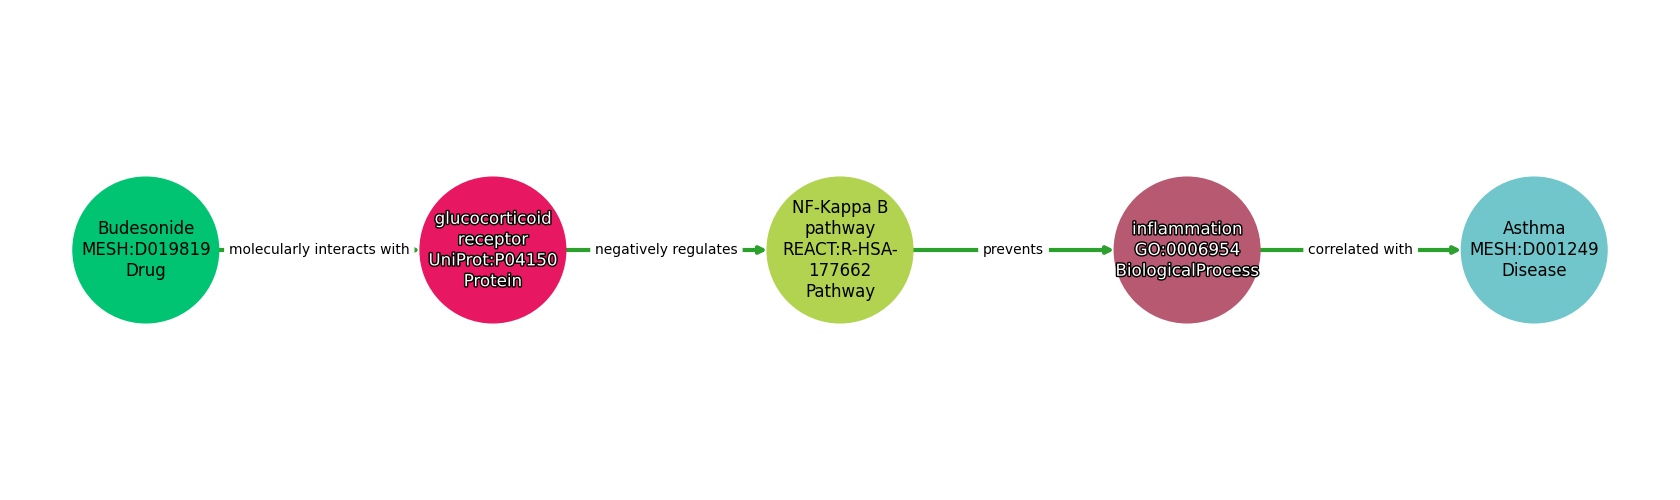 Budesonide
MESH:D019819
Drug
molecularly interacts with
glucocorticoid
receptor
UniProt:P04150
Protein
negatively regulates
NF-Kappa B
pathway
REACT:R-HSA-
177662
Pathway
prevents
inflammation
GO:0006954
BiologicalProcess
correlated with
Asthma
MESH:D001249
Disease